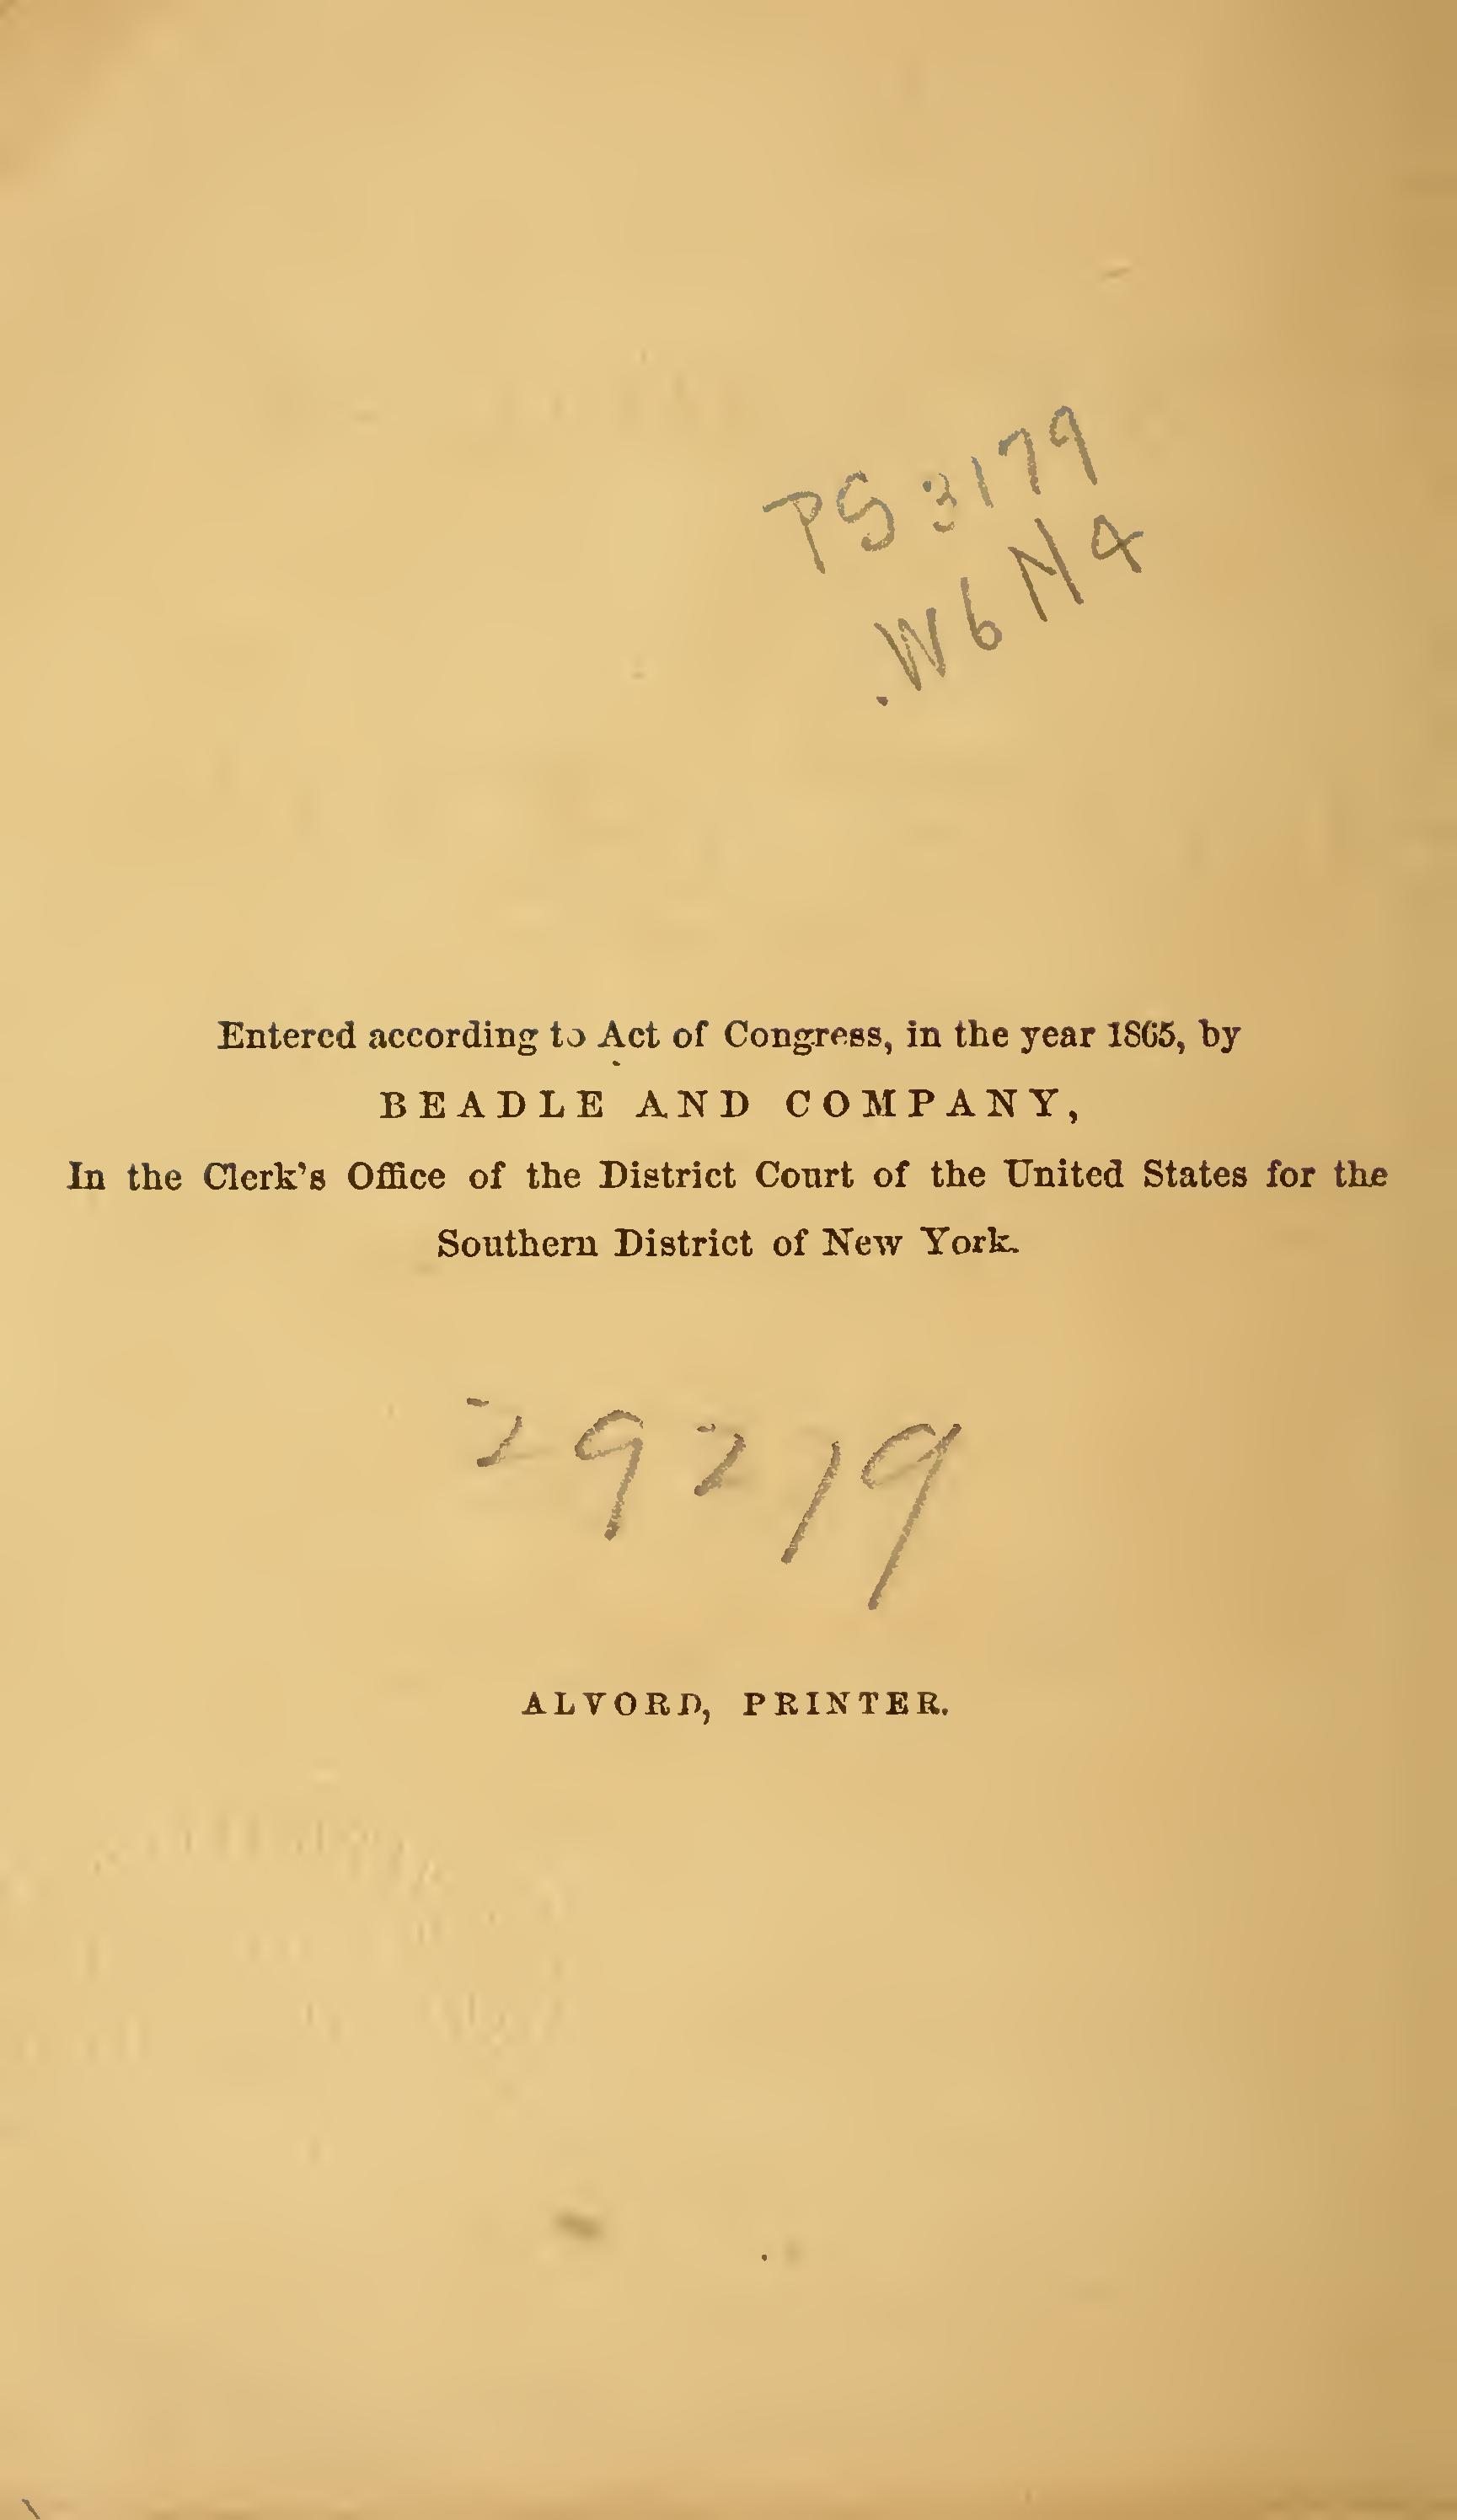 PS 3179
.W6 N4
Entered according to Act of Congress, in the year 1865, by
BEADLE AND COMPANY,
In the Clerk's Office of the District Court of the United States for the
Southern District of New York.
29219
ALVORD, PRINTER.